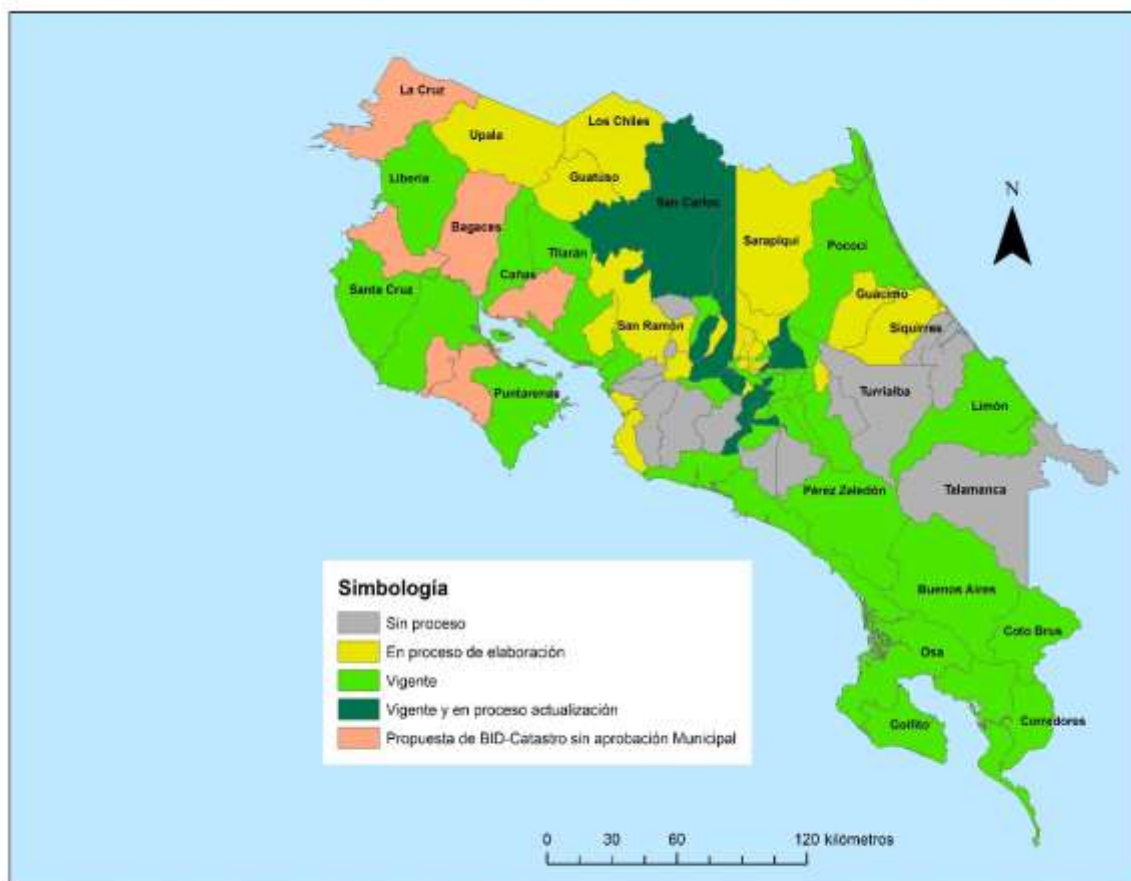 La Cruz
Los Chiles
Upala
Guatuso
Liberia
N
San Carlos
Bagaces
Sarapiquí
Pococí
Tilarán
Cañas
Santa Cruz
Guácimo
San Ramón
Siquirres
Turrialba
Puntarenas
Limón
Pérez Zeledón
Talamanca
Buenos Aires
Coto Brus
Osa
Golfito
Corredores
Simbología
Sin proceso
En proceso de elaboración
Vigente
Vigente y en proceso actualización
Propuesta de BID-Catastro sin aprobación Municipal
0 30 60 120 kilómetros